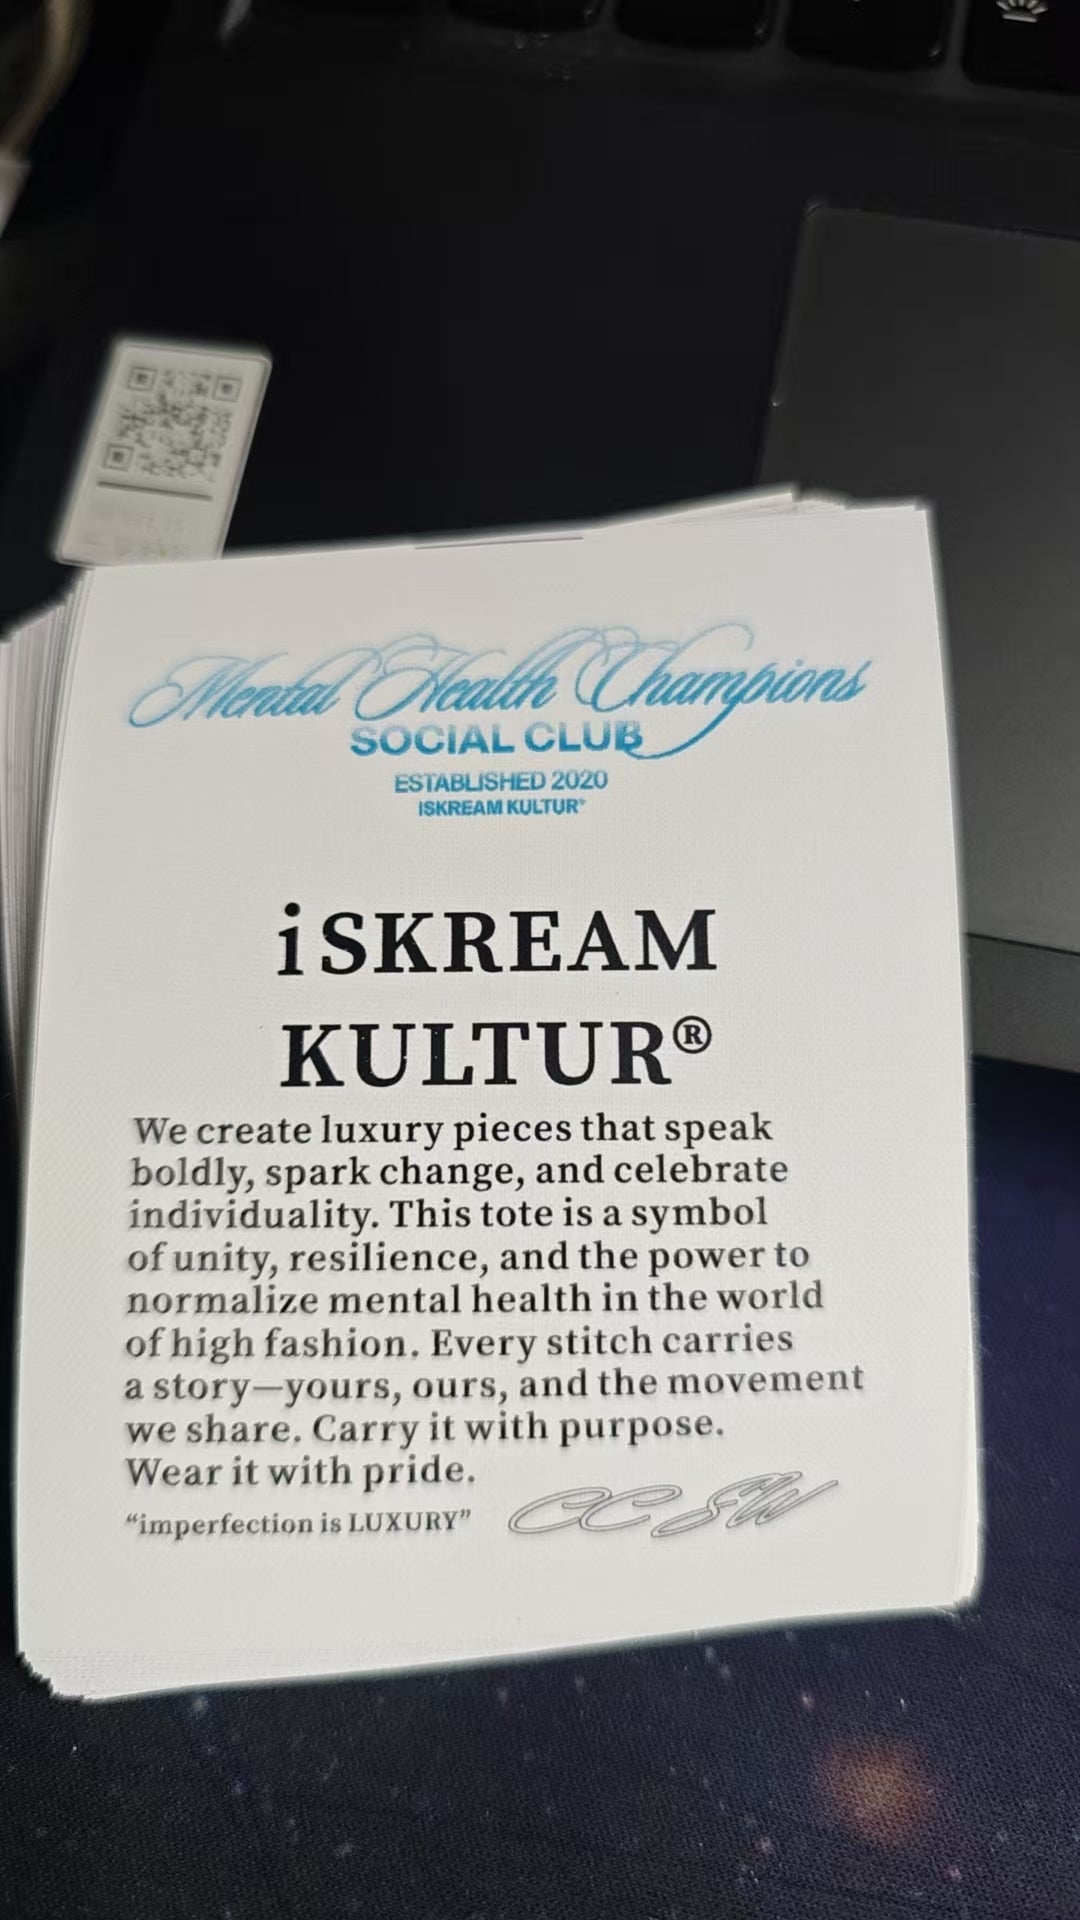 Mental Health Champions
SOCIAL CLUB
ESTABLISHED 2020
ISKREAM KULTUR®
iSKREAM
KULTUR®
We create luxury pieces that speak
boldly, spark change, and celebrate
individuality. This tote is a symbol
of unity, resilience, and the power to
normalize mental health in the world
of high fashion. Every stitch carries
a story—yours, ours, and the movement
we share. Carry it with purpose.
Wear it with pride.
“imperfection is LUXURY”